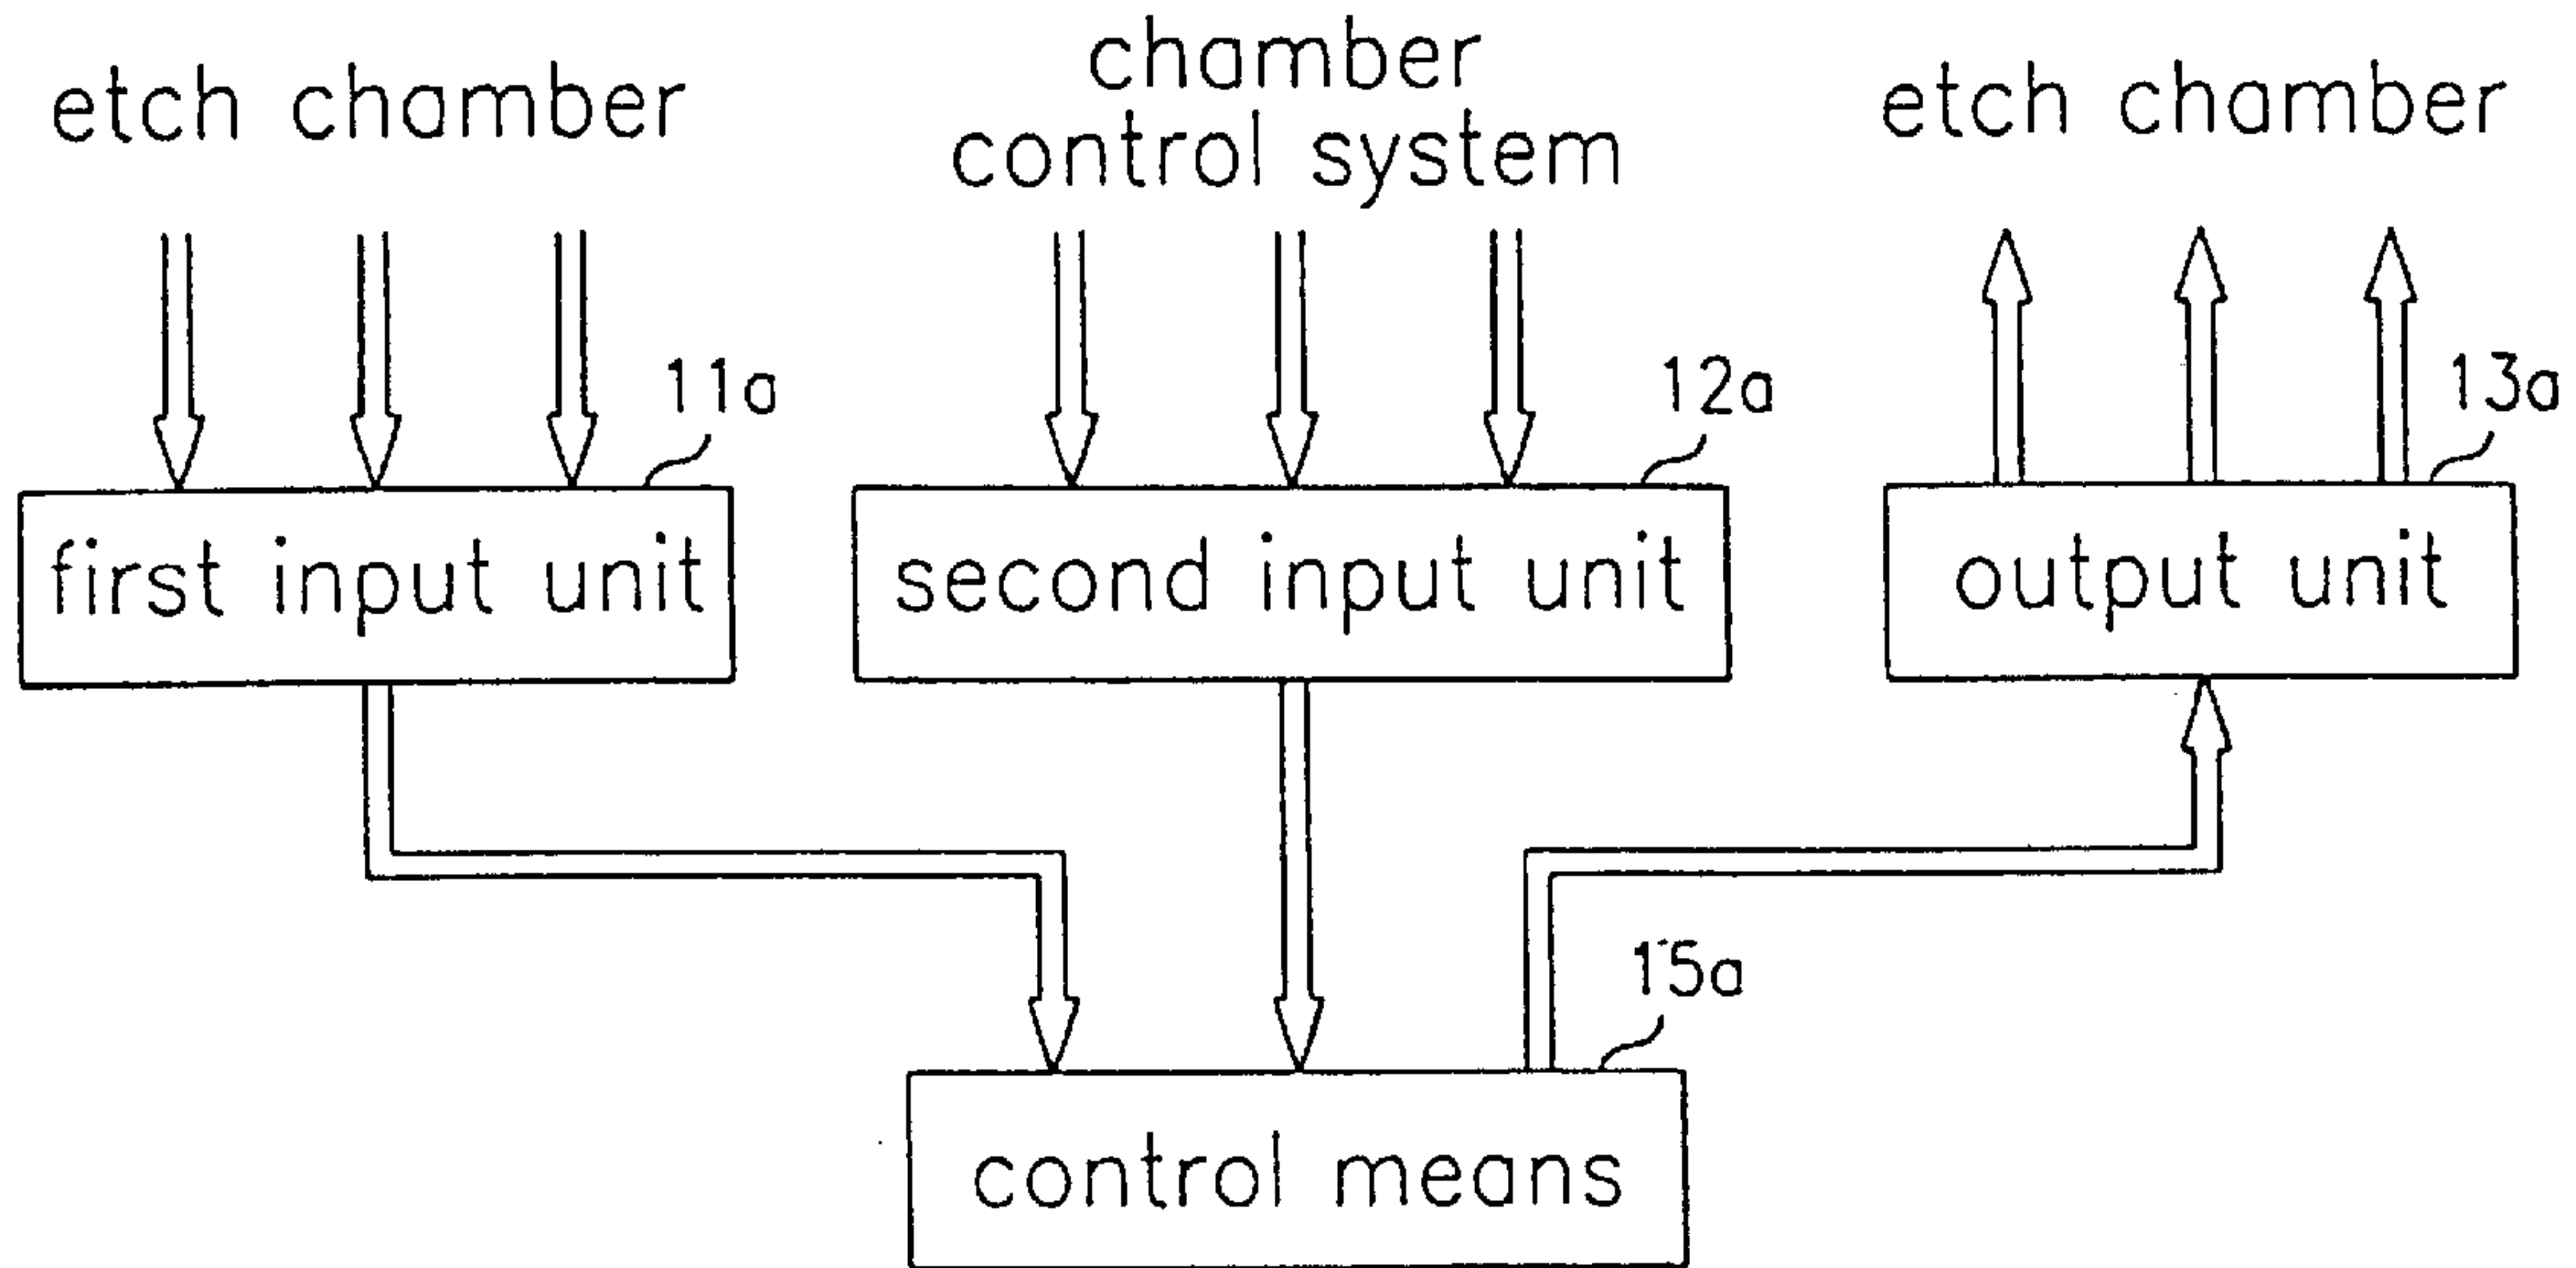 etch chamber
chamber
control system
etch chamber
11a
12a
13a
first input unit
second input unit
output unit
15a
control means